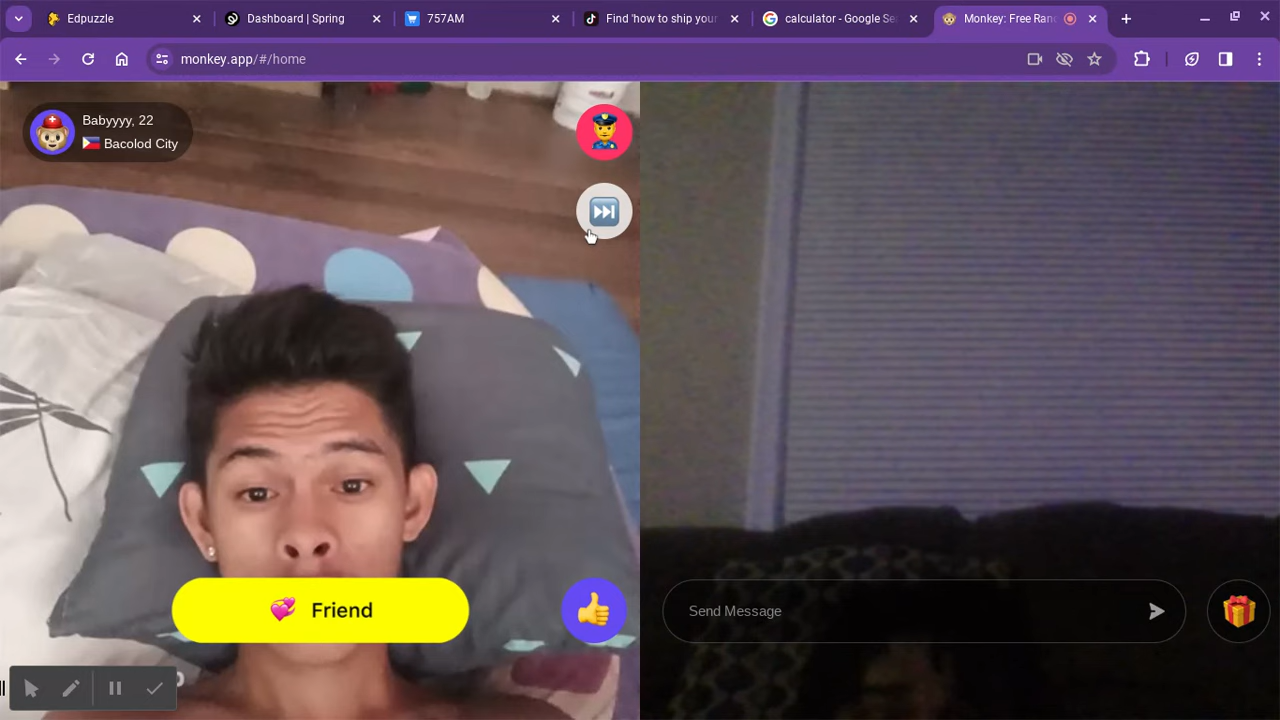 Edpuzzle
Dashboard | Spring
757AM
Find 'how to ship your
calculator - Google Se
Monkey: Free Ran
monkey.app/#/home
Babyyyy, 22
Bacolod City
Friend
Send Message